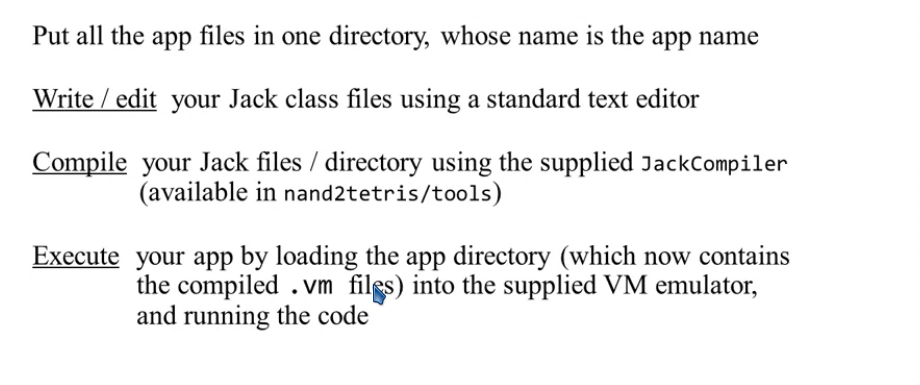 Put all the app files in one directory, whose name is the app name
Write / edit your Jack class files using a standard text editor
Compile your Jack files / directory using the supplied JackCompiler
(available in nand2tetris/tools)
Execute your app by loading the app directory (which now contains
the compiled .vm files) into the supplied VM emulator,
and running the code